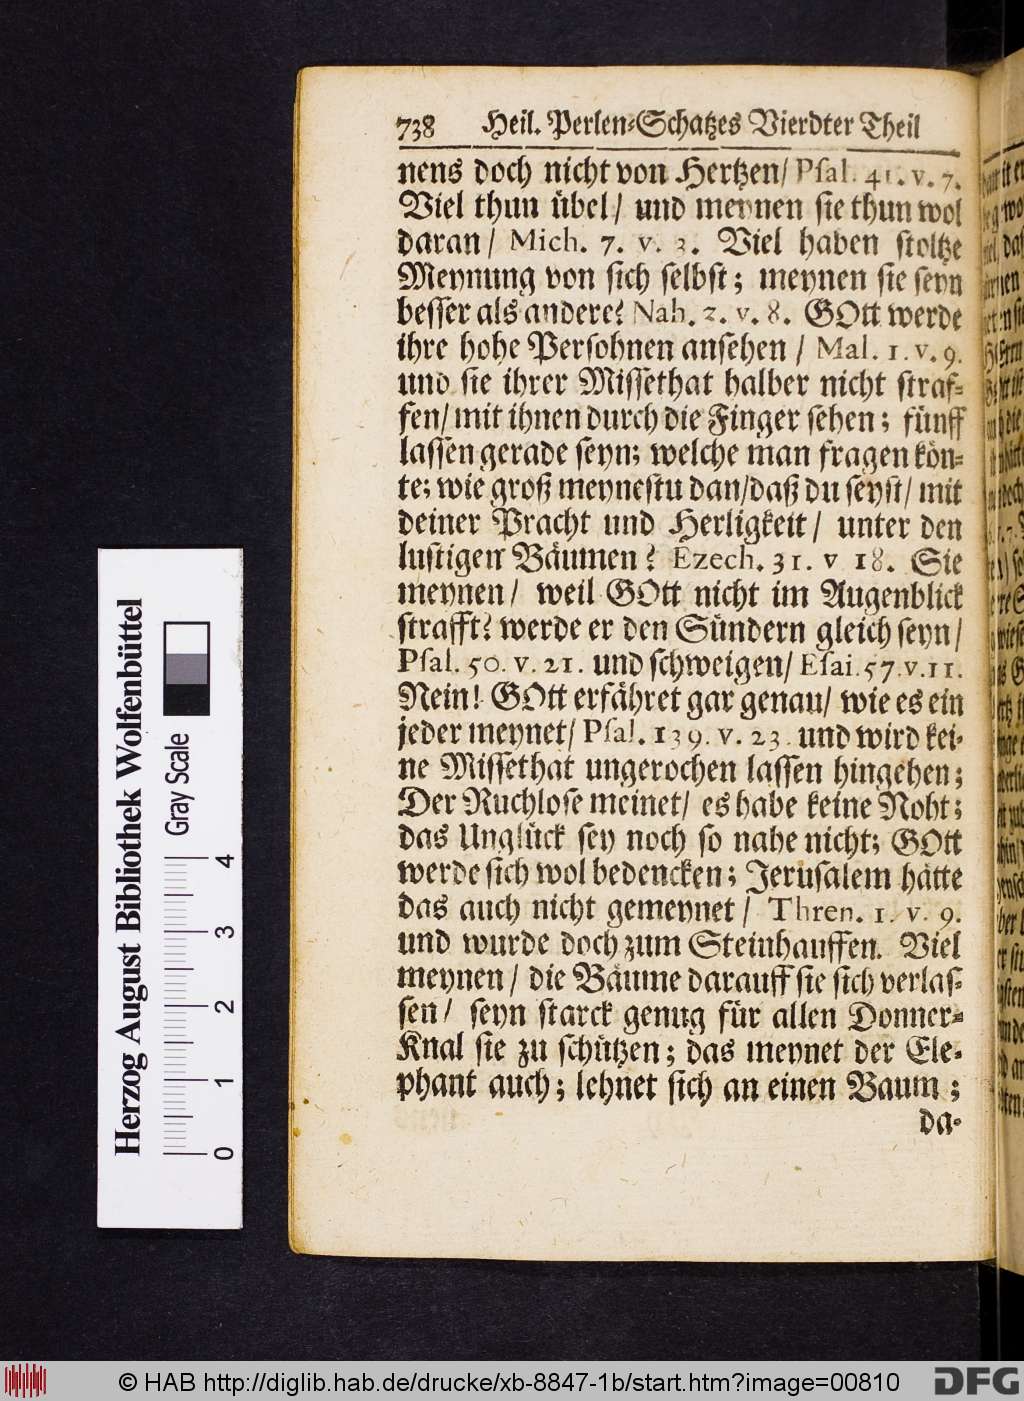 738 Heil. Perlen-Schatzes Vierdter Theil
nens doch nicht von Hertzen/ Psal. 41. v. 7.
Viel thun übel/ und meynen sie thun wol
daran/ Mich. 7. v. 3. Viel haben stoltze
Meynung von sich selbst; meynen sie seyn
besser als andere? Nah. 2. v. 8. GOtt werde
ihre hohe Persohnen ansehen / Mal. 1. v. 9.
und sie ihrer Missethat halber nicht straf-
fen/ mit ihnen durch die Finger sehen; fünff
lassen gerade seyn; welche man fragen kön-
te; wie groß meynestu dan/daß du seyst/ mit
deiner Pracht und Herligkeit/ unter den
lustigen Bäumen? Ezech. 31. v 18. Sie
meynen/ weil GOtt nicht im Augenblick
strafft? werde er den Sündern gleich seyn/
Psal. 50. v. 21. und schweigen/ Esai. 57. v. 11.
Nein! GOtt erfähret gar genau/ wie es ein
jeder meynet/ Psal. 139. v. 23. und wird kei-
ne Missethat ungerochen lassen hingehen;
Der Ruchlose meinet/ es habe keine Noht;
das Unglück sey noch so nahe nicht; GOtt
werde sich wol bedencken; Jerusalem hätte
das auch nicht gemeynet/ Thren. 1. v. 9.
und wurde doch zum Steinhauffen. Viel
meynen/ die Bäume darauff sie sich verlas-
sen/ seyn starck genug für allen Donner-
Knal sie zu schützen; das meynet der Ele-
phant auch; lehnet sich an einen Baum;
da-
Herzog August Bibliothek Wolfenbüttel
Gray Scale
0 1 2 3 4
© HAB http://diglib.hab.de/drucke/xb-8847-1b/start.htm?image=00810
DFG